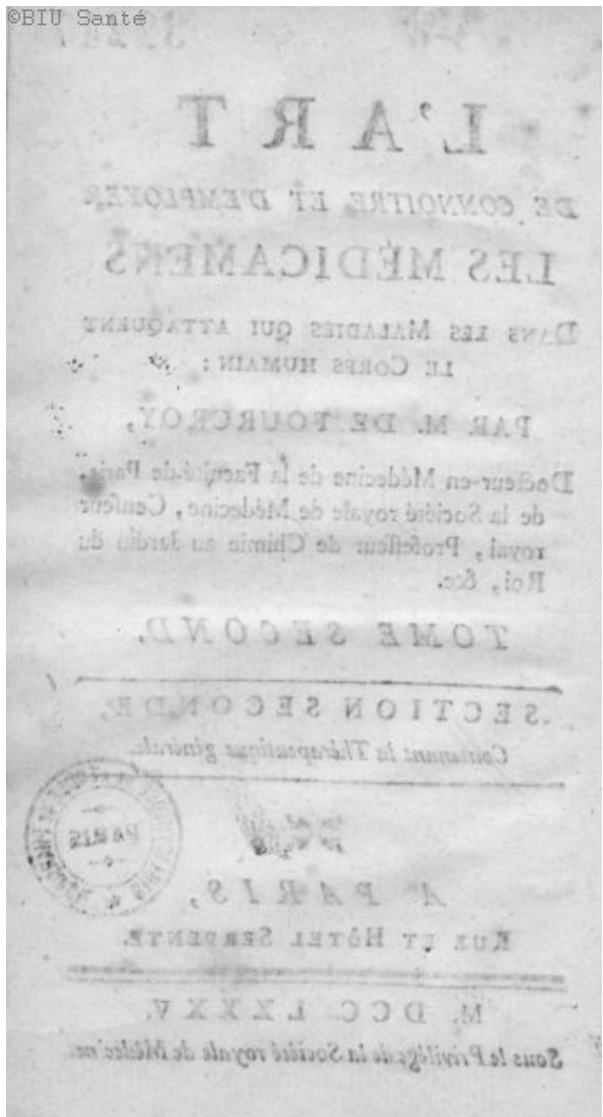 ©BIU Santé
L'ART
DE CONNOITRE ET D'EMPLOYER
LES MÉDICAMENS
DANS LES MALADIES QUI ATTAQUENT
LE CORPS HUMAIN :
PAR M. DE FOURCROY,
Docteur-en Médecine de la Faculté de Paris,
de la Société royale de Médecine, Censeur
royal, Professeur de Chimie au Jardin du
Roi, &c.
TOME SECOND.
SECTION SECONDE,
Contenant la Thérapeutique générale.
PARIS
A PARIS,
RUE ET HÔTEL SERPENTE.
M. DCC. LXXXV.
Sous le Privilége de la Société royale de Médecine.